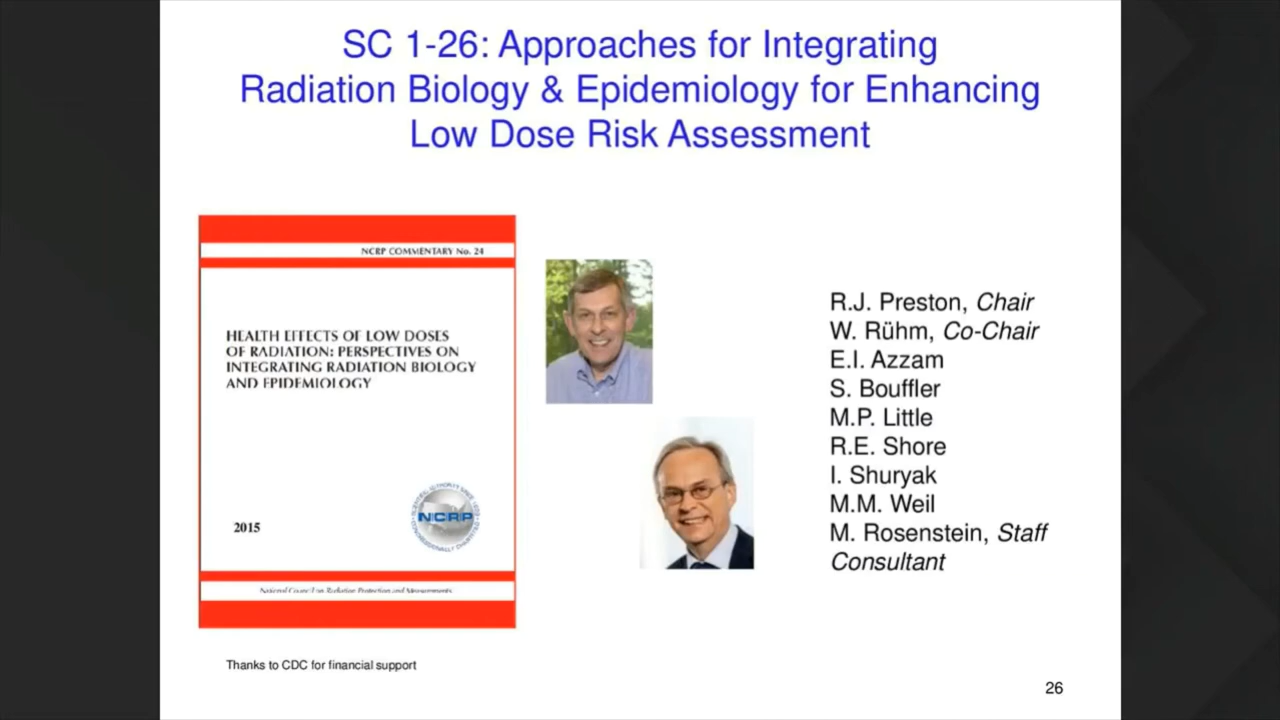 SC 1-26: Approaches for Integrating
Radiation Biology & Epidemiology for Enhancing
Low Dose Risk Assessment
NCRP COMMENTARY No. 24
HEALTH EFFECTS OF LOW DOSES
OF RADIATION: PERSPECTIVES ON
INTEGRATING RADIATION BIOLOGY
AND EPIDEMIOLOGY
2015
NCRP
National Council on Radiation Protection and Measurements
R.J. Preston, Chair
W. Rühm, Co-Chair
E.I. Azzam
S. Bouffler
M.P. Little
R.E. Shore
I. Shuryak
M.M. Weil
M. Rosenstein, Staff
Consultant
Thanks to CDC for financial support
26